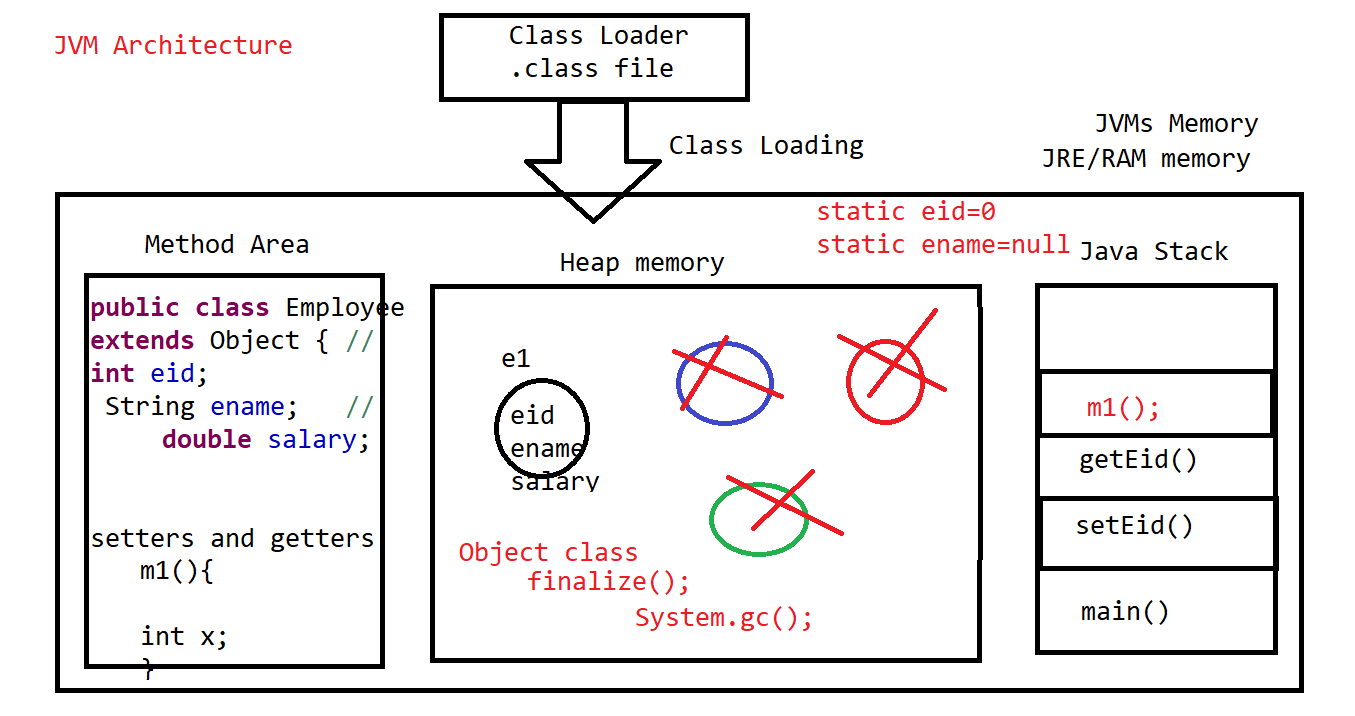 JVM Architecture
Class Loader
.class file
Class Loading
JVMs Memory
JRE/RAM memory
static eid=0
static ename=null
Method Area
public class Employee
extends Object { //
int eid;
String ename; //
double salary;
setters and getters
m1(){
int x;
}
Heap memory
e1
eid
ename
salary
Object class
finalize();
System.gc();
Java Stack
m1();
getEid()
setEid()
main()